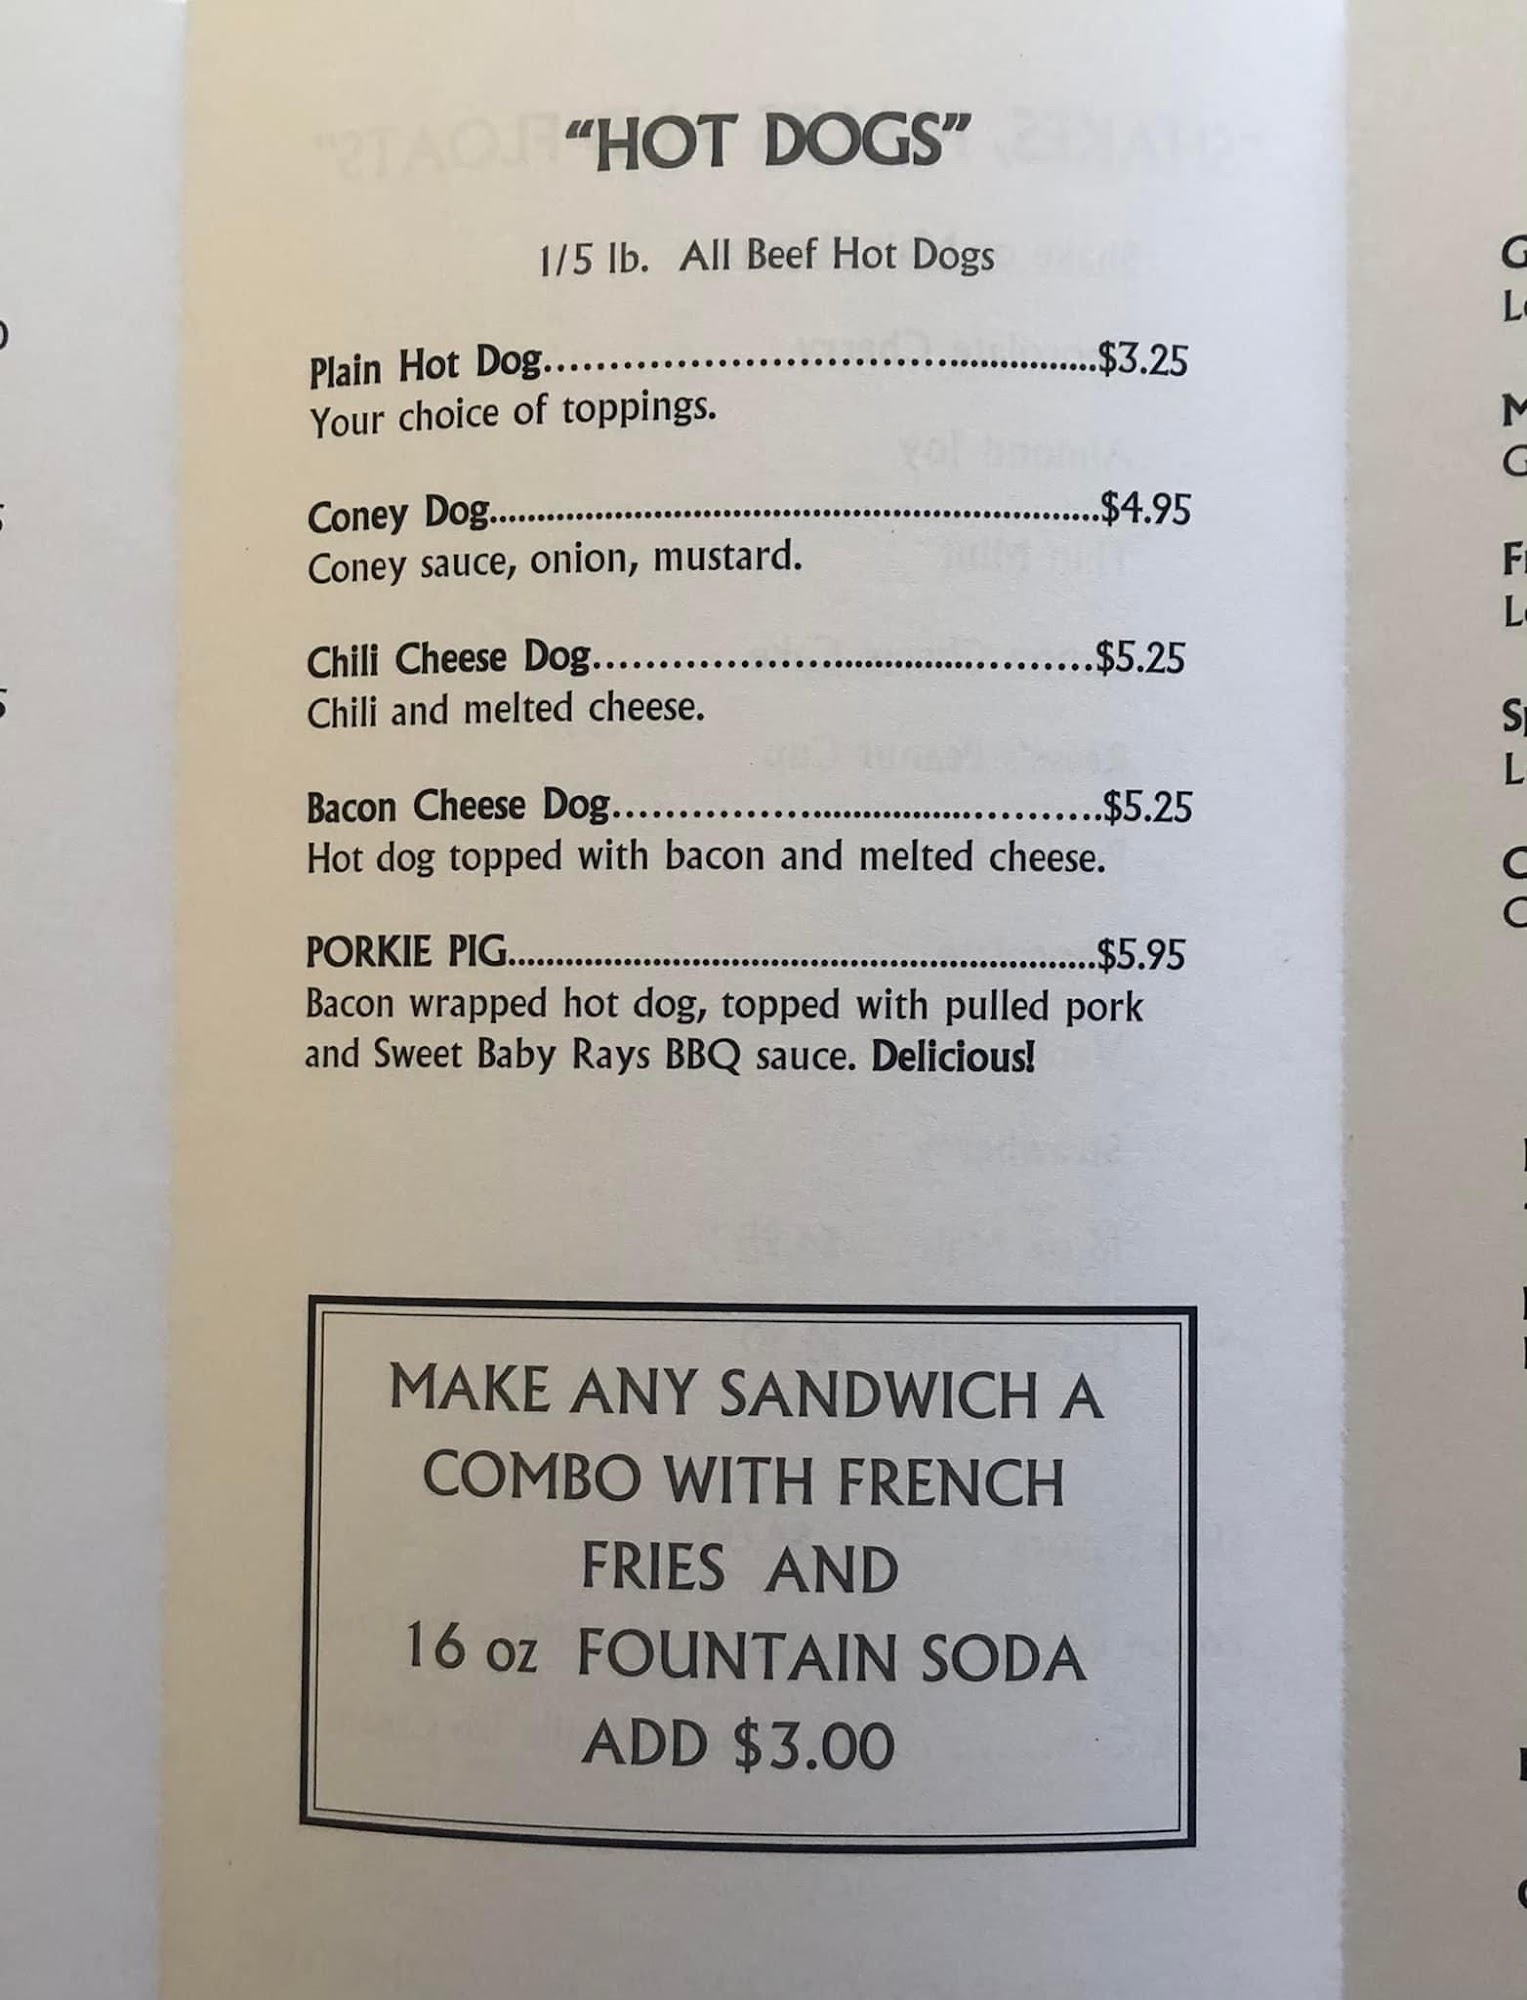 "HOT DOGS"
1/5 lb. All Beef Hot Dogs
Plain Hot Dog..........................................................$3.25
Your choice of toppings.
Coney Dog..................................................................$4.95
Coney sauce, onion, mustard.
Chili Cheese Dog..................................................$5.25
Chili and melted cheese.
Bacon Cheese Dog................................................$5.25
Hot dog topped with bacon and melted cheese.
PORKIE PIG................................................................$5.95
Bacon wrapped hot dog, topped with pulled pork
and Sweet Baby Rays BBQ sauce. Delicious!
MAKE ANY SANDWICH A
COMBO WITH FRENCH
FRIES AND
16 oz FOUNTAIN SODA
ADD $3.00